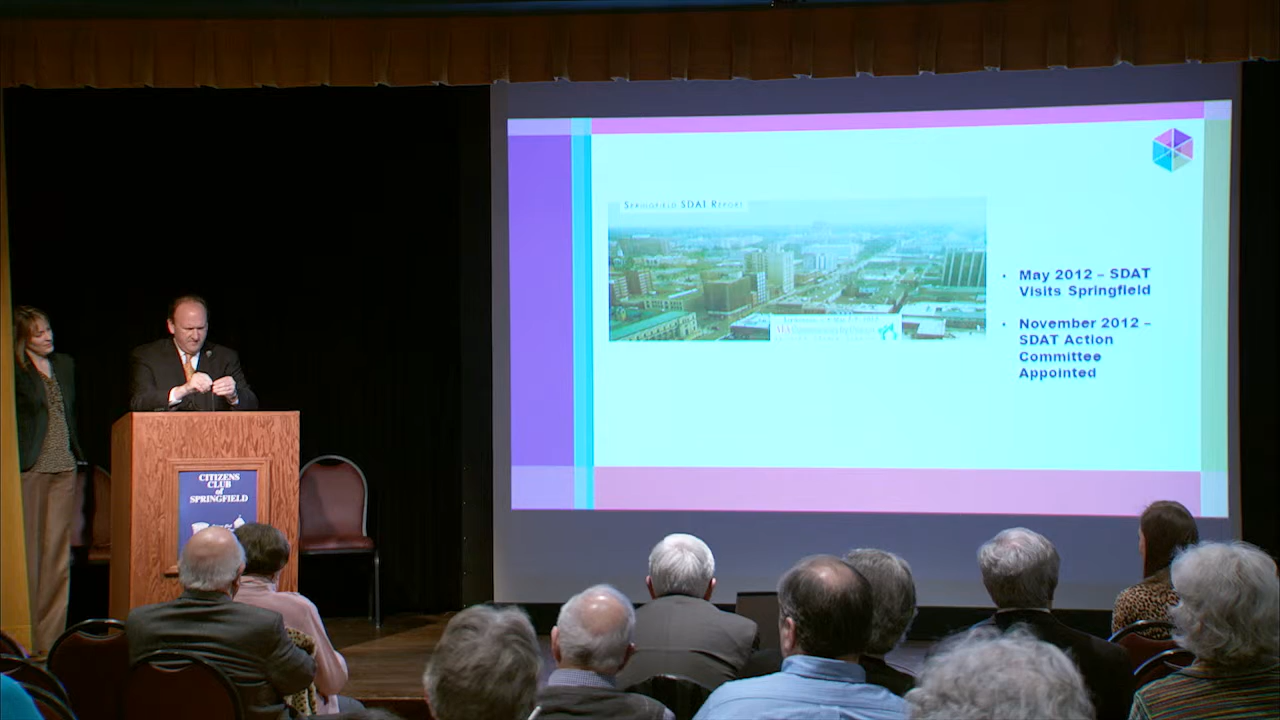 SPRINGFIELD SDAT REPORT
• May 2012 – SDAT
Visits Springfield
• November 2012 –
SDAT Action
Committee
Appointed
CITIZENS
CLUB
of
SPRINGFIELD